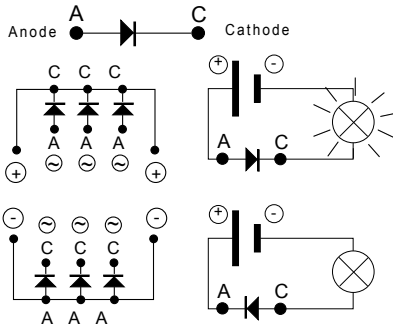 Anode A C Cathode
C C C
A A A
~ ~ ~
+ +
+ -
A C
- ~ ~ ~ -
C C C
A A A
+ -
A C